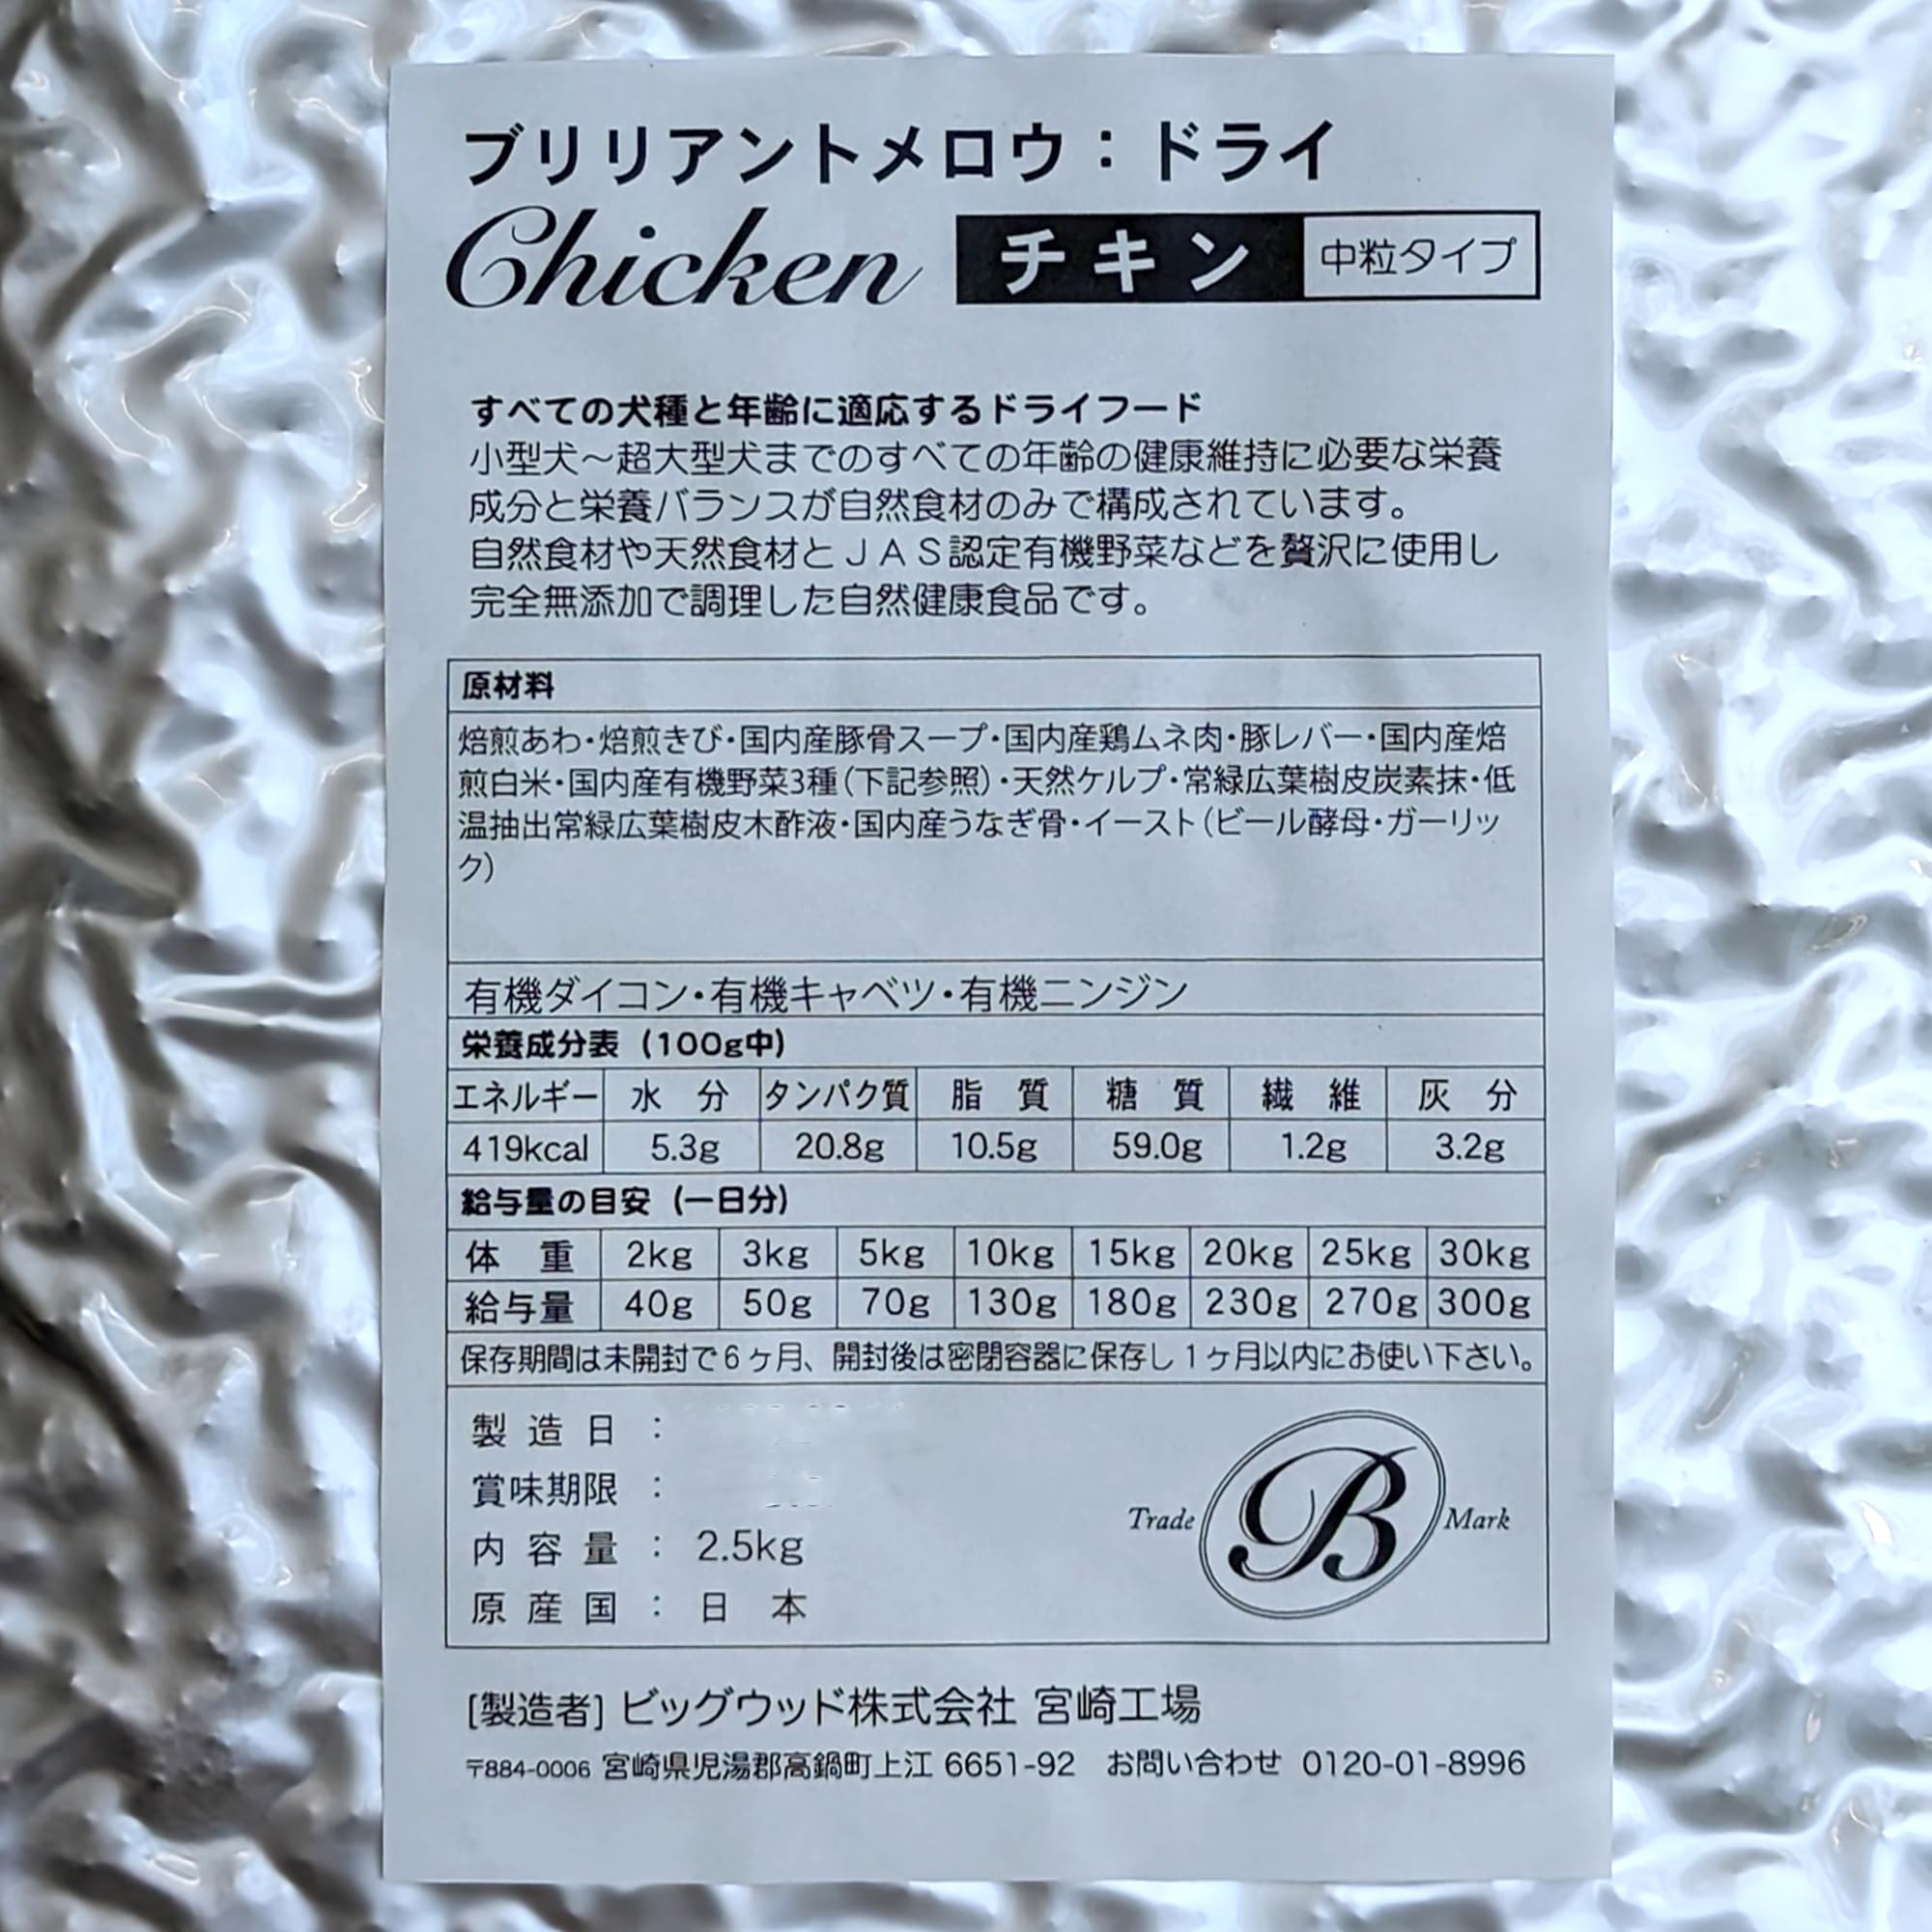 ブリリアントメロウ：ドライ
Chicken チキン 中粒タイプ
すべての犬種と年齢に適応するドライフード
小型犬～超大型犬までのすべての年齢の健康維持に必要な栄養
成分と栄養バランスが自然食材のみで構成されています。
自然食材や天然食材とＪＡＳ認定有機野菜などを贅沢に使用し
完全無添加で調理した自然健康食品です。
原材料
焙煎あわ・焙煎きび・国内産豚骨スープ・国内産鶏ムネ肉・豚レバー・国内産焙
煎白米・国内産有機野菜3種（下記参照）・天然ケルプ・常緑広葉樹皮炭素抹・低
温抽出常緑広葉樹皮木酢液・国内産うなぎ骨・イースト（ビール酵母・ガーリッ
ク）
有機ダイコン・有機キャベツ・有機ニンジン
栄養成分表（100g中）
エネルギー 水分 タンパク質 脂質 糖質 繊維 灰分
419kcal 5.3g 20.8g 10.5g 59.0g 1.2g 3.2g
給与量の目安（一日分）
体重 2kg 3kg 5kg 10kg 15kg 20kg 25kg 30kg
給与量 40g 50g 70g 130g 180g 230g 270g 300g
保存期間は未開封で6ヶ月、開封後は密閉容器に保存し1ヶ月以内にお使い下さい。
製造日：
賞味期限：
内容量：2.5kg
原産国：日本
Trade B Mark
[製造者] ビッグウッド株式会社 宮崎工場
〒884-0006 宮崎県児湯郡高鍋町上江 6651-92 お問い合わせ 0120-01-8996